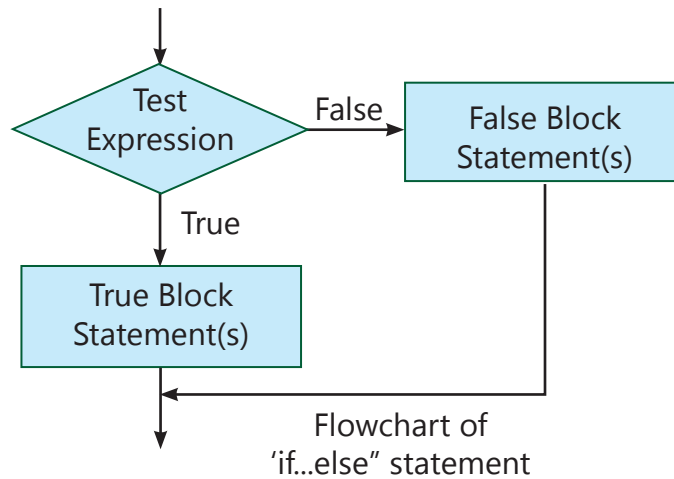 Test
Expression
False
False Block
Statement(s)
True
True Block
Statement(s)
Flowchart of
‘if...else” statement